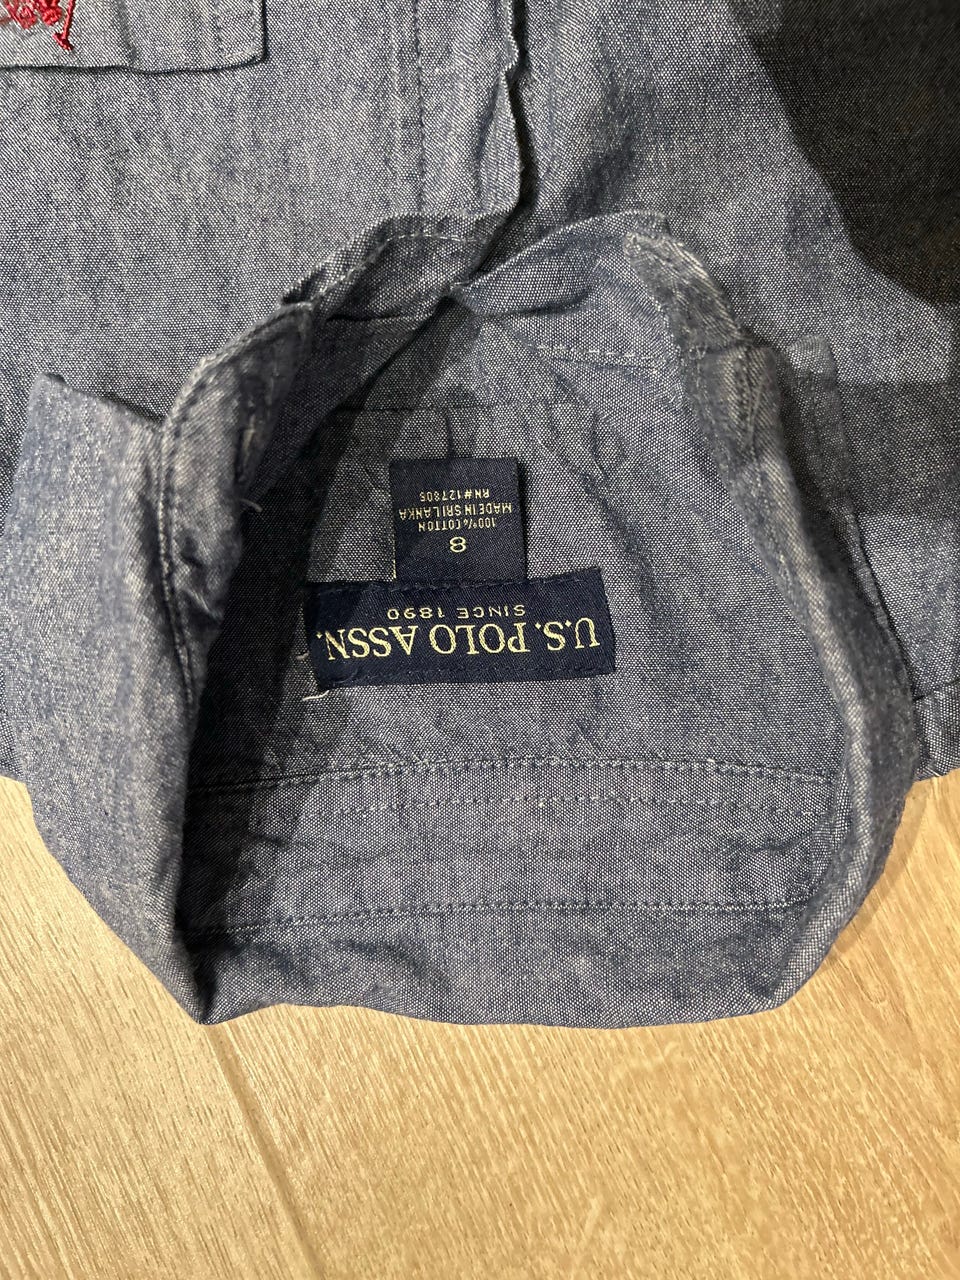 U.S. POLO ASSN.
SINCE 1890
8
100% COTTON
MADE IN SRI LANKA
RN#127805